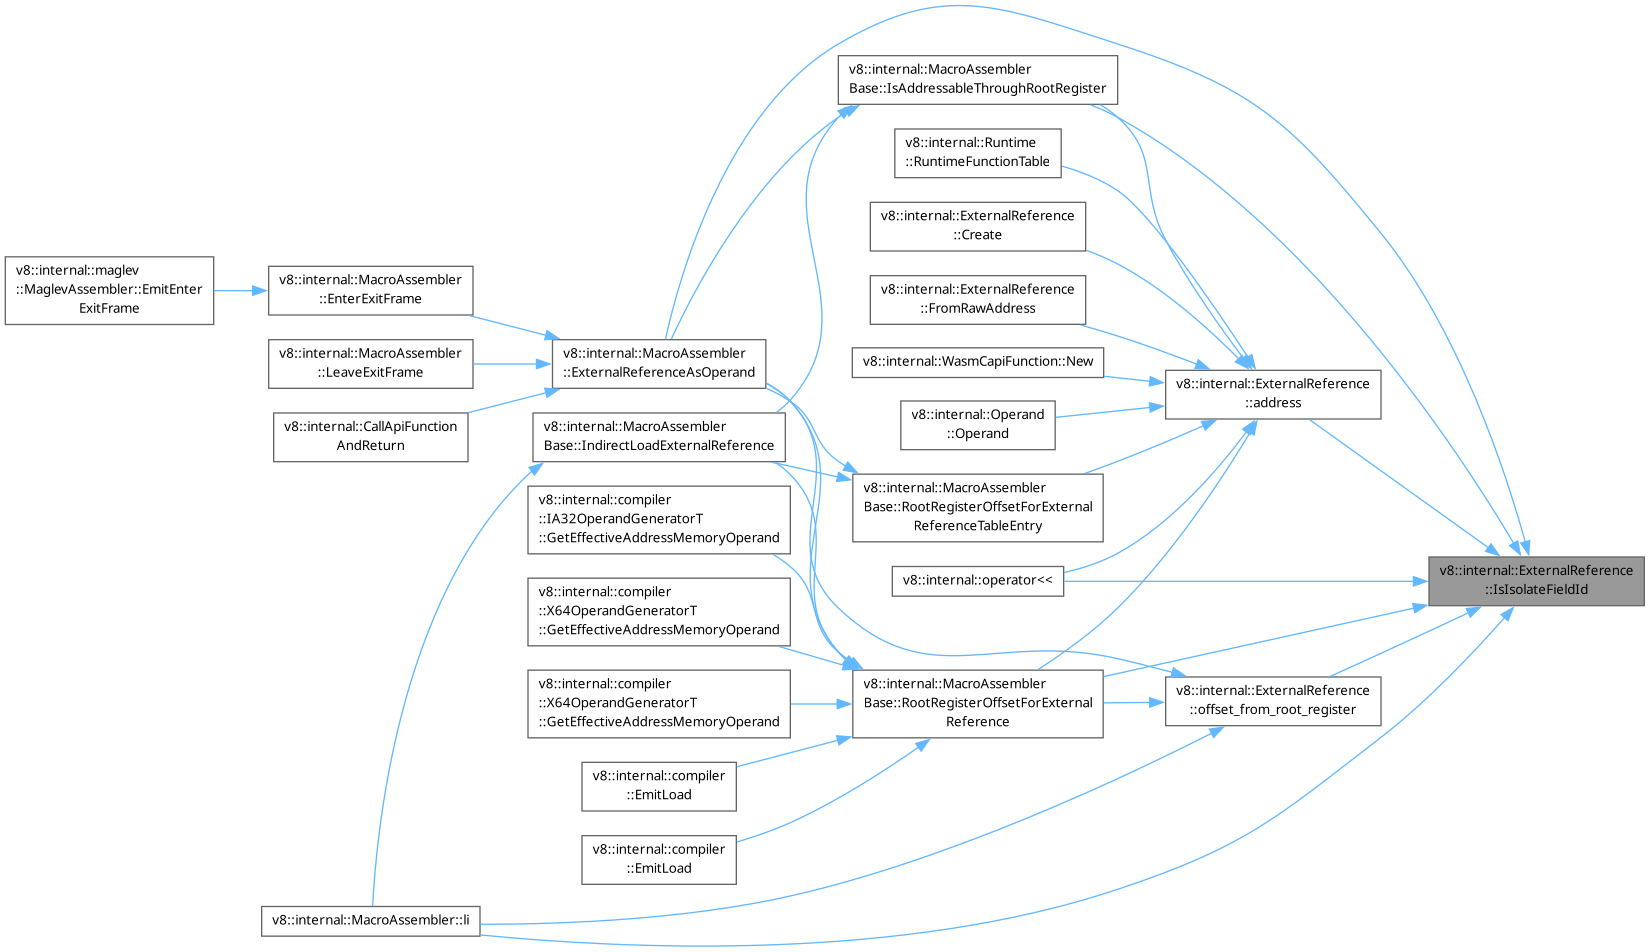 v8::internal::maglev
::MaglevAssembler::EmitEnter
ExitFrame
v8::internal::MacroAssembler
::EnterExitFrame
v8::internal::MacroAssembler
::LeaveExitFrame
v8::internal::CallApiFunction
AndReturn
v8::internal::MacroAssembler::li
v8::internal::MacroAssembler
::ExternalReferenceAsOperand
v8::internal::MacroAssembler
Base::IndirectLoadExternalReference
v8::internal::compiler
::IA32OperandGeneratorT
::GetEffectiveAddressMemoryOperand
v8::internal::compiler
::X64OperandGeneratorT
::GetEffectiveAddressMemoryOperand
v8::internal::compiler
::X64OperandGeneratorT
::GetEffectiveAddressMemoryOperand
v8::internal::compiler
::EmitLoad
v8::internal::compiler
::EmitLoad
v8::internal::MacroAssembler
Base::IsAddressableThroughRootRegister
v8::internal::Runtime
::RuntimeFunctionTable
v8::internal::ExternalReference
::Create
v8::internal::ExternalReference
::FromRawAddress
v8::internal::WasmCapiFunction::New
v8::internal::Operand
::Operand
v8::internal::MacroAssembler
Base::RootRegisterOffsetForExternal
ReferenceTableEntry
v8::internal::operator<<
v8::internal::MacroAssembler
Base::RootRegisterOffsetForExternal
Reference
v8::internal::ExternalReference
::address
v8::internal::ExternalReference
::offset_from_root_register
v8::internal::ExternalReference
::IsIsolateFieldId